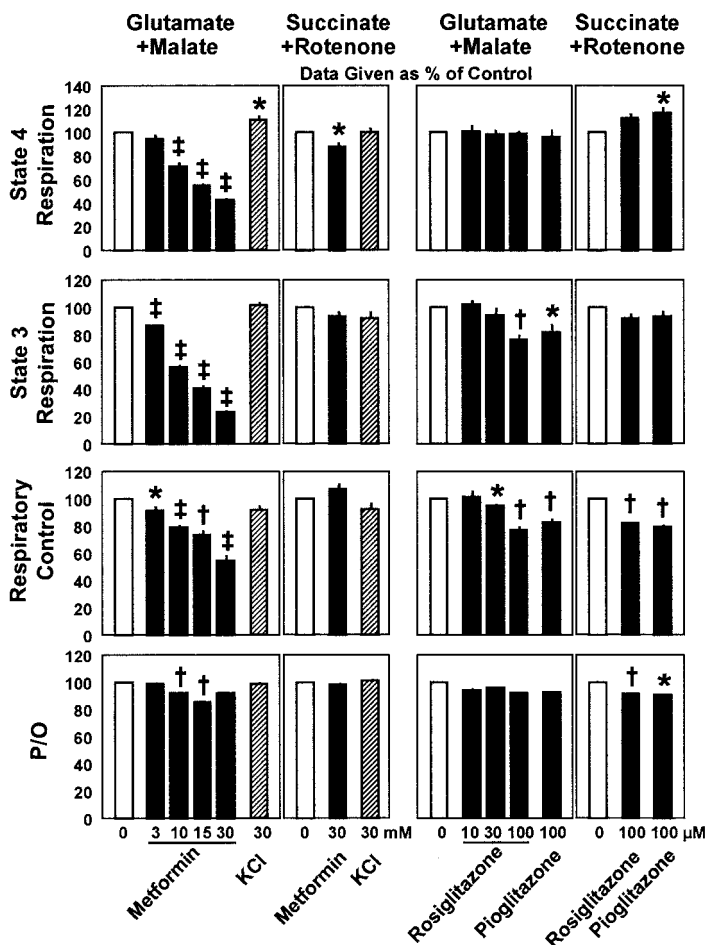 Glutamate +Malate Succinate +Rotenone Glutamate +Malate Succinate +Rotenone
Data Given as % of Control
State 4 Respiration
140
120
100
80
60
40
20
0
‡ ‡ ‡ *
*
*
State 3 Respiration
120
100
80
60
40
20
0
‡ ‡ ‡ ‡
† *
Respiratory Control
120
100
80
60
40
20
0
* ‡ † ‡
* † †
† †
P/O
120
100
80
60
40
20
0
† †
† *
0 3 10 15 30 30 0 30 30 mM 0 10 30 100 100 0 100 100 µM
Metformin KCl Metformin KCl Rosiglitazone Pioglitazone Rosiglitazone Pioglitazone